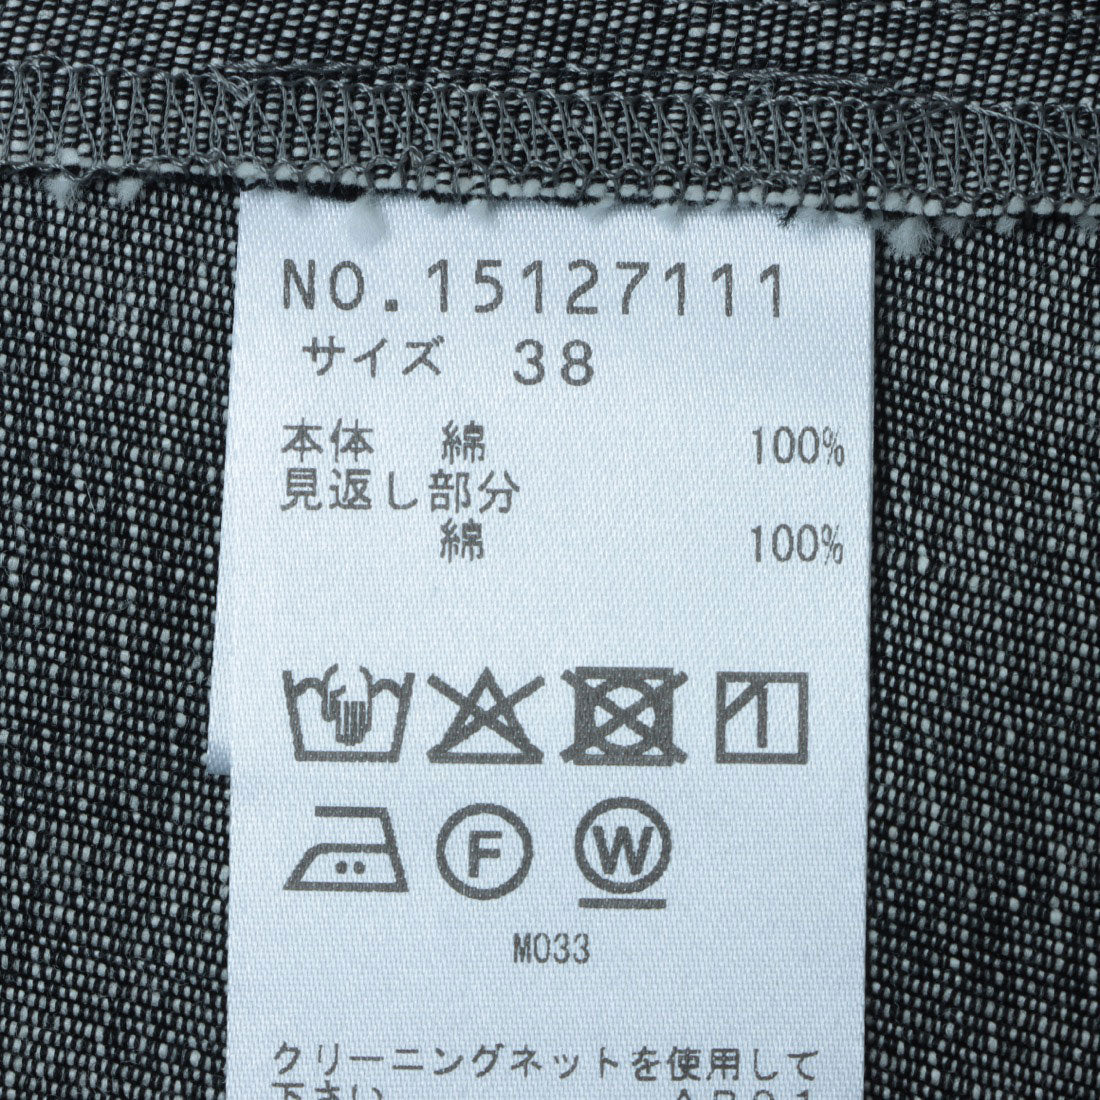 NO.15127111
サイズ 38
本体 綿 100%
見返し部分
綿 100%
F W
M033
クリーニングネットを使用して
下さい